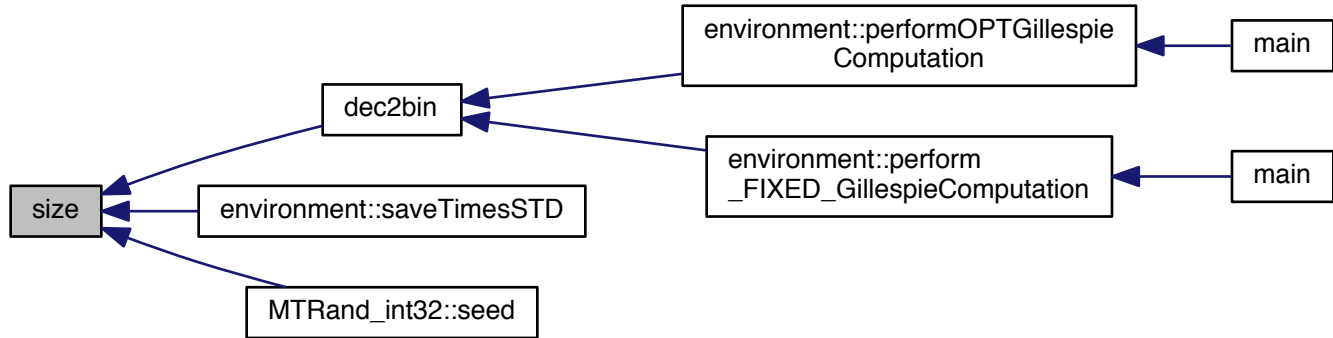 environment::performOPTGillespie
Computation
main
dec2bin
environment::perform
_FIXED_GillespieComputation
main
size
environment::saveTimesSTD
MTRand_int32::seed